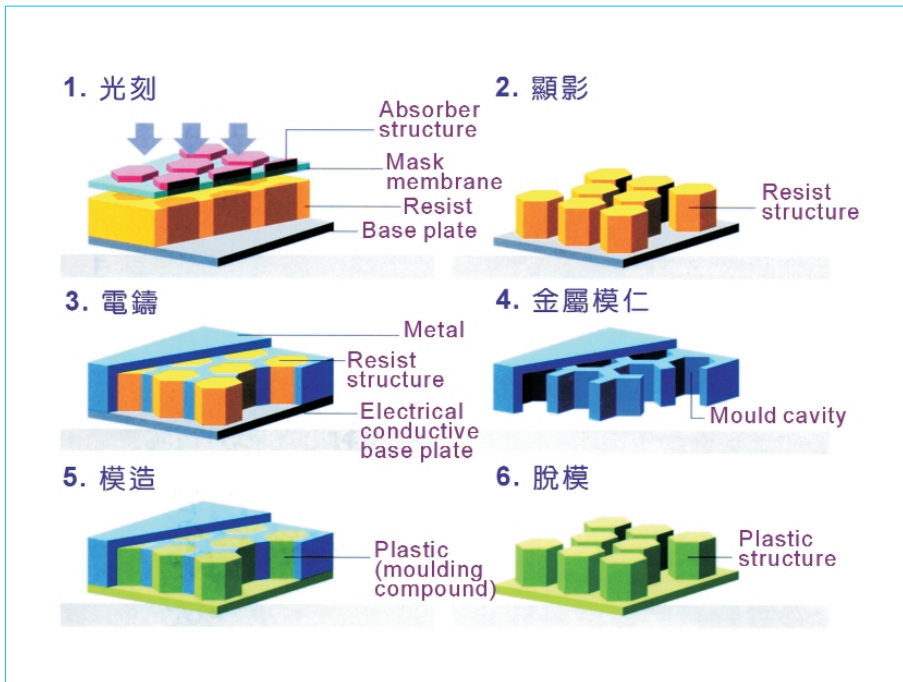 1. 光刻
Absorber
structure
Mask
membrane
Resist
Base plate
2. 顯影
Resist
structure
3. 電鑄
Metal
Resist
structure
Electrical
conductive
base plate
4. 金屬模仁
Mould cavity
5. 模造
Plastic
(moulding
compound)
6. 脫模
Plastic
structure